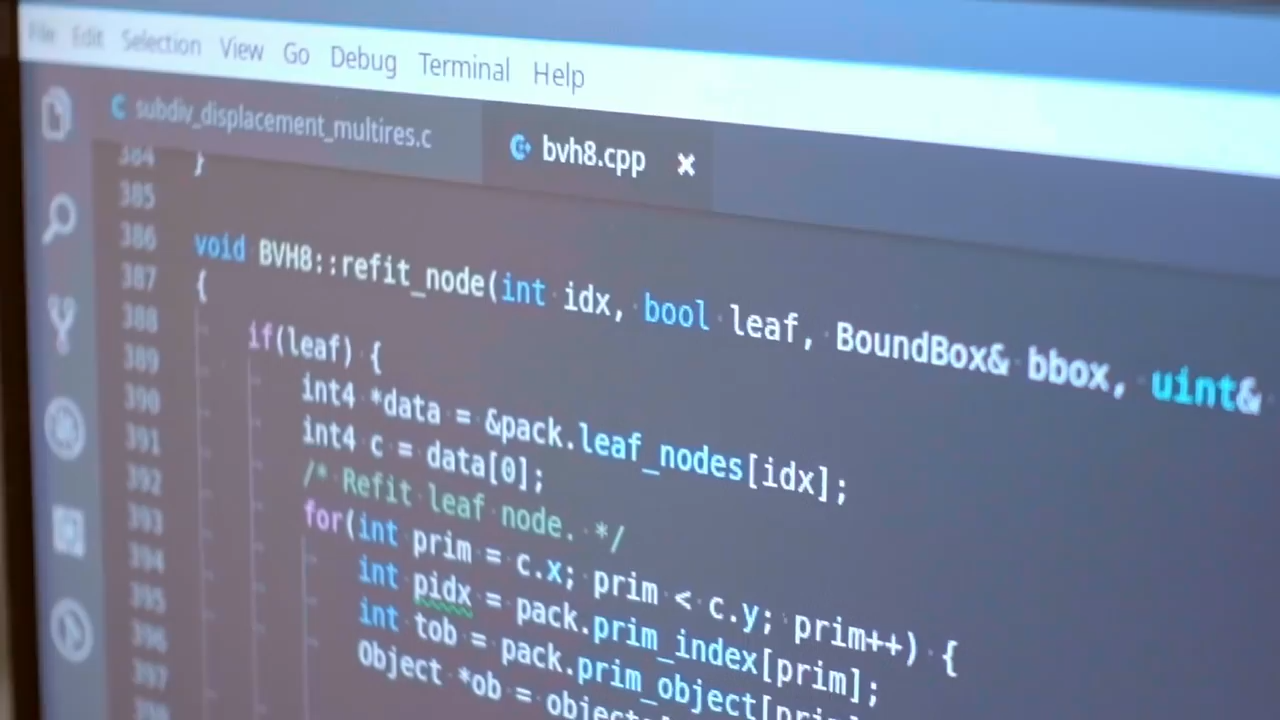 File Edit Selection View Go Debug Terminal Help
subdiv_displacement_multires.c bvh8.cpp
384 }
385
386 void BVH8::refit_node(int idx, bool leaf, BoundBox& bbox, uint&
387 {
388 if(leaf) {
389 int4 *data = &pack.leaf_nodes[idx];
390 int4 c = data[0];
391 /* Refit leaf node. */
392 for(int prim = c.x; prim < c.y; prim++) {
393 int pidx = pack.prim_index[prim];
394 int tob = pack.prim_object[
395 Object *ob =
396
397